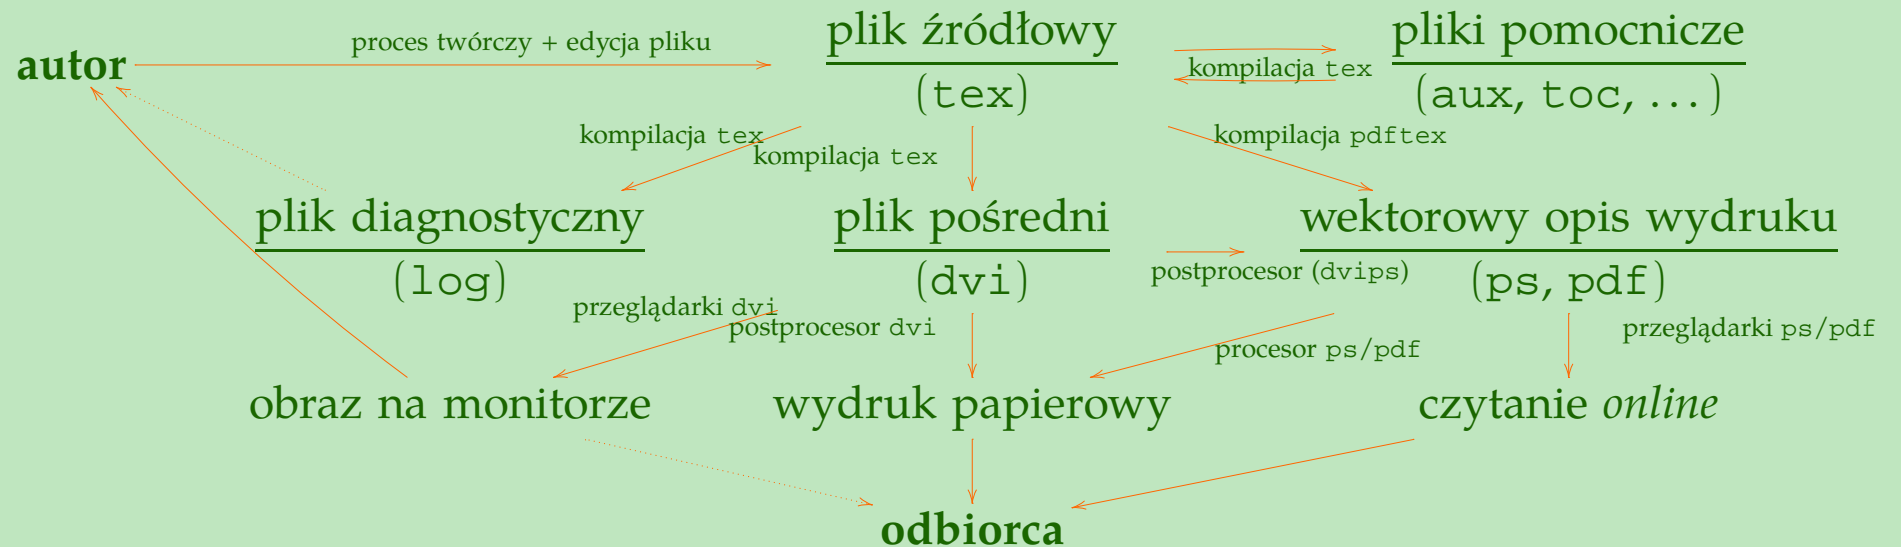 autor
proces twórczy + edycja pliku
plik źródłowy
(tex)
kompilacja tex
pliki pomocnicze
(aux, toc, ...)
kompilacja tex
kompilacja tex
kompilacja pdftex
plik diagnostyczny
(log)
plik pośredni
(dvi)
postprocesor (dvips)
wektorowy opis wydruku
(ps, pdf)
przeglądarki dvi
postprocesor dvi
procesor ps/pdf
przeglądarki ps/pdf
obraz na monitorze
wydruk papierowy
czytanie online
odbiorca